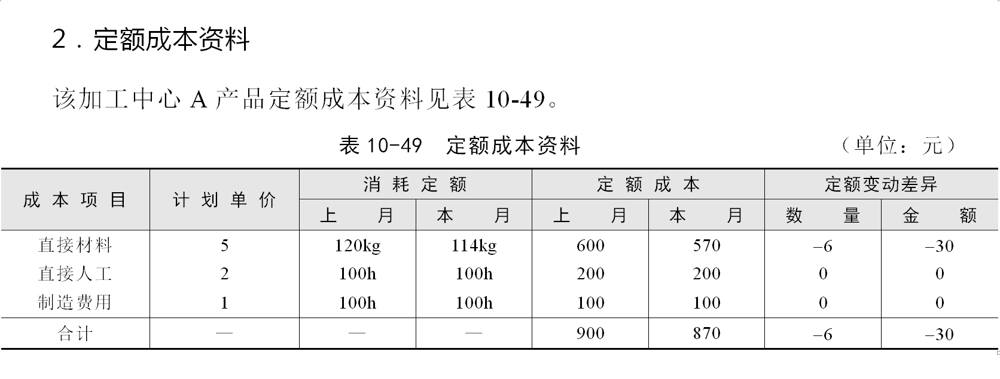 2．定额成本资料
该加工中心 A 产品定额成本资料见表 10-49。
表 10-49 定额成本资料 （单位：元）
成本项目 计划单价 消耗定额 定额成本 定额变动差异
上月 本月 上月 本月 数量 金额
直接材料 5 120kg 114kg 600 570 –6 –30
直接人工 2 100h 100h 200 200 0 0
制造费用 1 100h 100h 100 100 0 0
合计 — — — 900 870 –6 –30